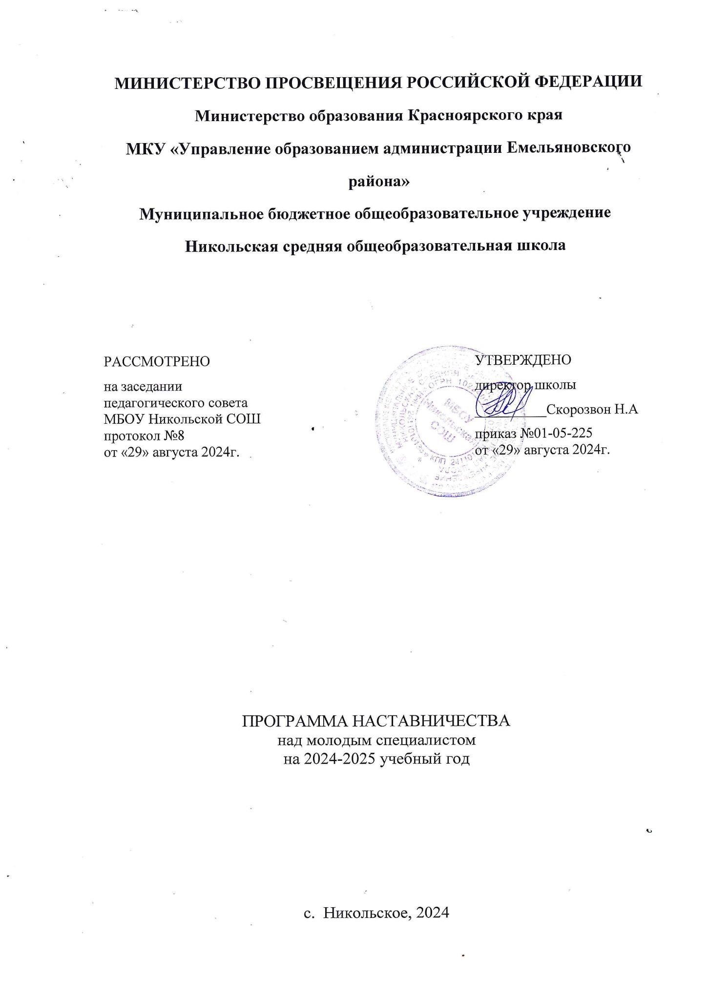 МИНИСТЕРСТВО ПРОСВЕЩЕНИЯ РОССИЙСКОЙ ФЕДЕРАЦИИ
Министерство образования Красноярского края
МКУ «Управление образованием администрации Емельяновского
района»
Муниципальное бюджетное общеобразовательное учреждение
Никольская средняя общеобразовательная школа
РАССМОТРЕНО
на заседании
педагогического совета
МБОУ Никольской СОШ
протокол №8
от «29» августа 2024г.
УТВЕРЖДЕНО
директор школы
__________Скорозвон Н.А
приказ №01-05-225
от «29» августа 2024г.
МБОУ
Никольская
СОШ
ПРОГРАММА НАСТАВНИЧЕСТВА
над молодым специалистом
на 2024-2025 учебный год
с. Никольское, 2024